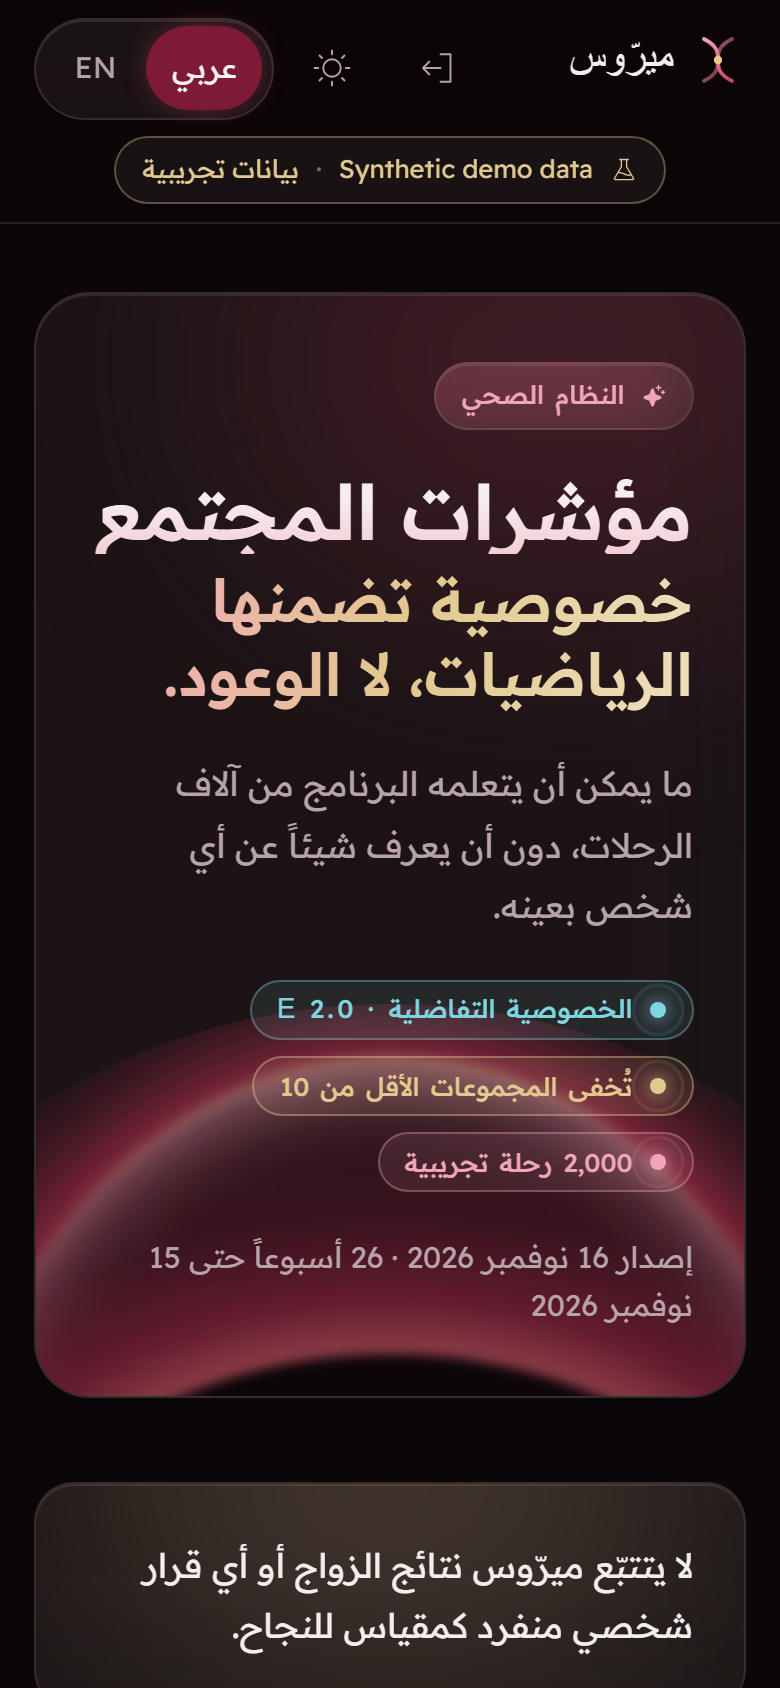 ميرّوس
عربي
EN
Synthetic demo data · بيانات تجريبية
النظام الصحي
مؤشرات المجتمع
خصوصية تضمنها
الرياضيات، لا الوعود.
ما يمكن أن يتعلمه البرنامج من آلاف
الرحلات، دون أن يعرف شيئاً عن أي
شخص بعينه.
الخصوصية التفاضلية · 2.0 Ε
تُخفى المجموعات الأقل من 10
2,000 رحلة تجريبية
إصدار 16 نوفمبر 2026 · 26 أسبوعاً حتى 15
نوفمبر 2026
لا يتتبّع ميرّوس نتائج الزواج أو أي قرار
شخصي منفرد كمقياس للنجاح.